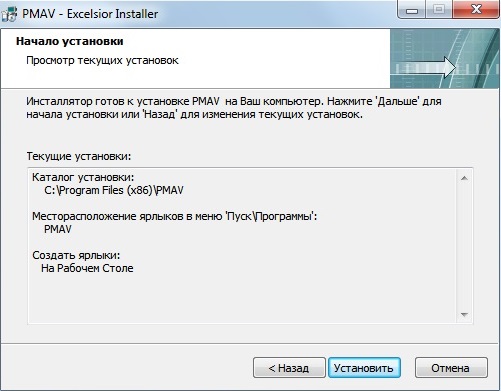 PMAV - Excelsior Installer
Начало установки
Просмотр текущих установок
Инсталлятор готов к установке PMAV на Ваш компьютер. Нажмите 'Дальше' для
начала установки или 'Назад' для изменения текущих установок.
Текущие установки:
Каталог установки:
C:\Program Files (x86)\PMAV
Месторасположение ярлыков в меню 'Пуск\Программы':
PMAV
Создать ярлыки:
На Рабочем Столе
< Назад
Установить
Отмена